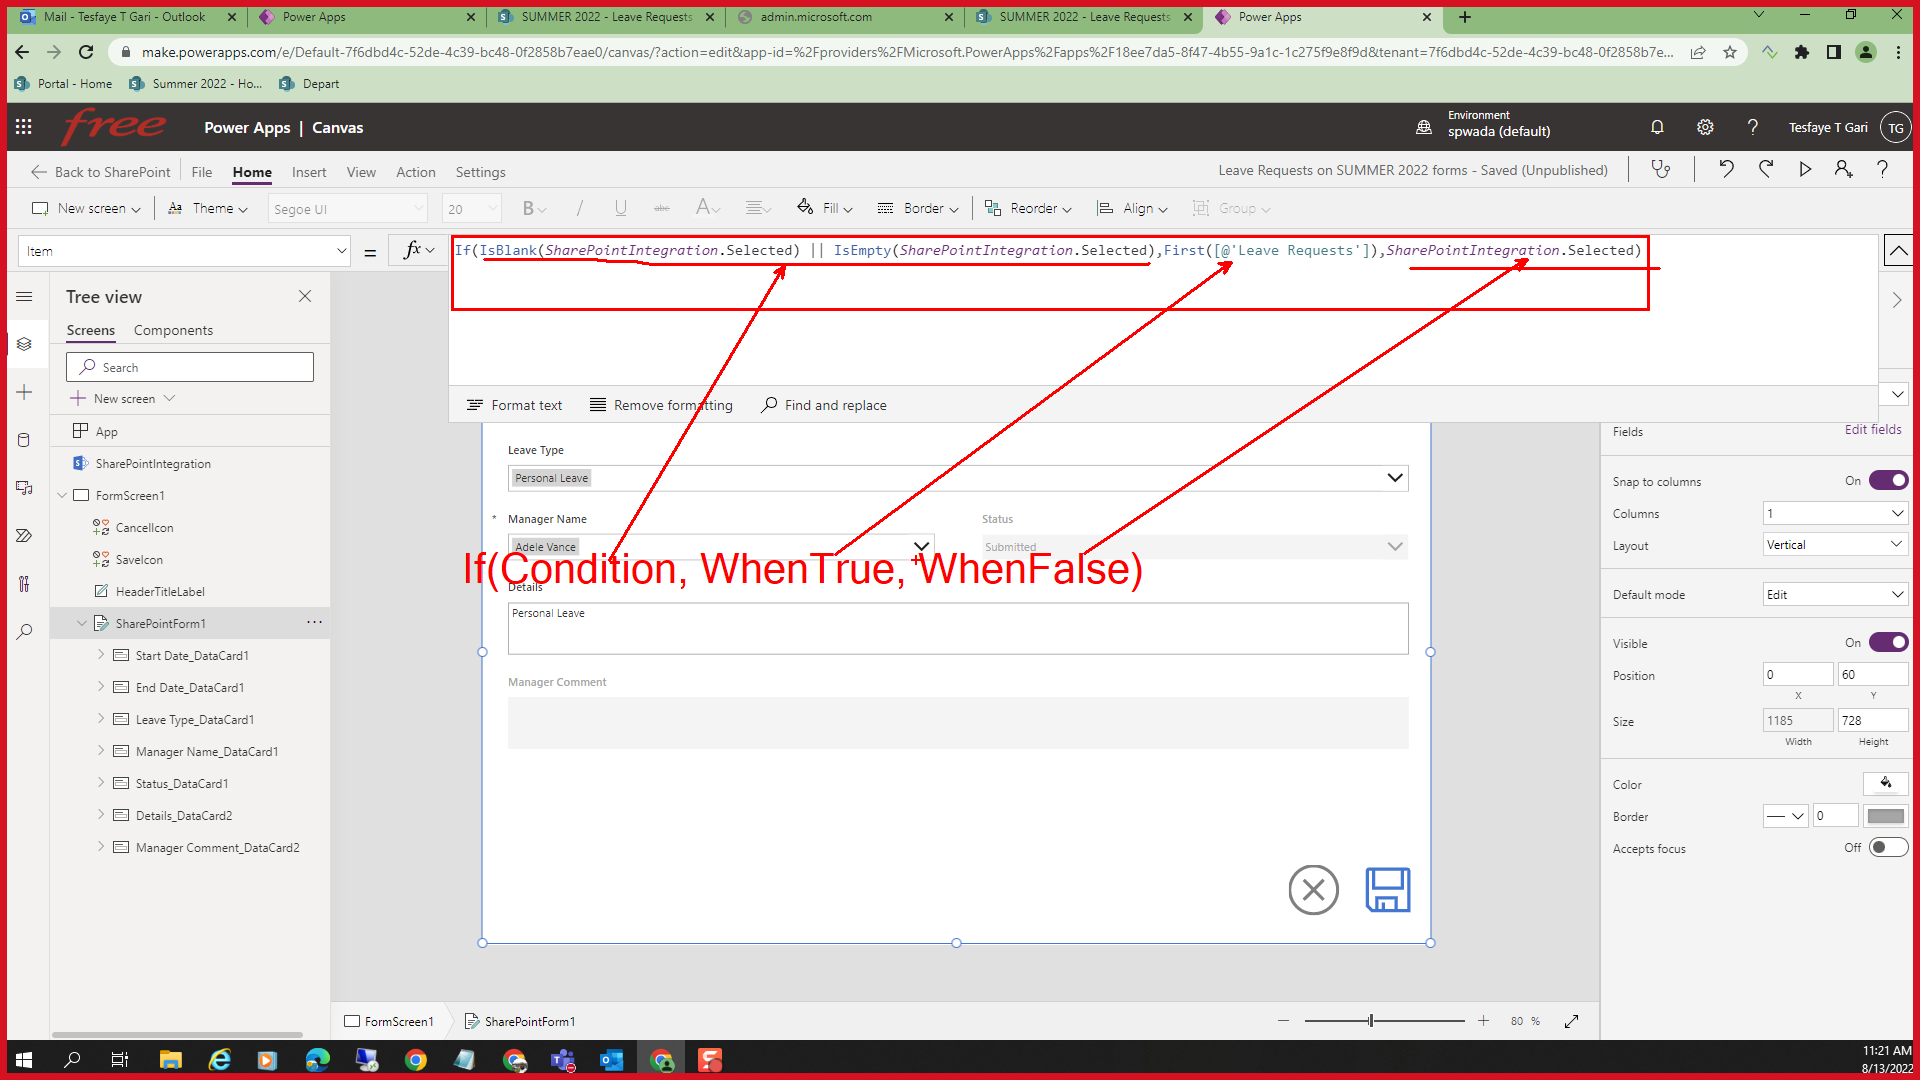 Mail - Tesfaye T Gari - Outlook
Power Apps
SUMMER 2022 - Leave Requests
admin.microsoft.com
SUMMER 2022 - Leave Requests
Power Apps
make.powerapps.com/e/Default-7f6dbd4c-52de-4c39-bc48-0f2858b7eae0/canvas/?action=edit&app-id=%2Fproviders%2FMicrosoft.PowerApps%2Fapps%2F18ee7da5-8f47-4b55-9a1c-1c275f9e8f9d&tenant=7f6dbd4c-52de-4c39-bc48-0f2858b7e...
Portal - Home
Summer 2022 - Ho...
Depart
free
Power Apps | Canvas
Environment
spwada (default)
Tesfaye T Gari
TG
Back to SharePoint
File
Home
Insert
View
Action
Settings
Leave Requests on SUMMER 2022 forms - Saved (Unpublished)
New screen
Theme
Segoe UI
20
B
/
U
abc
A
Fill
Border
Reorder
Align
Group
Item
=
fx
If(IsBlank(SharePointIntegration.Selected) || IsEmpty(SharePointIntegration.Selected),First([@'Leave Requests']),SharePointIntegration.Selected)
Format text
Remove formatting
Find and replace
Tree view
Screens
Components
Search
New screen
App
SharePointIntegration
FormScreen1
CancelIcon
SaveIcon
HeaderTitleLabel
SharePointForm1
Start Date_DataCard1
End Date_DataCard1
Leave Type_DataCard1
Manager Name_DataCard1
Status_DataCard1
Details_DataCard2
Manager Comment_DataCard2
Leave Type
Personal Leave
* Manager Name
Status
Adele Vance
Submitted
If(Condition, WhenTrue, WhenFalse)
Details
Personal Leave
Manager Comment
Fields
Edit fields
Snap to columns
On
Columns
1
Layout
Vertical
Default mode
Edit
Visible
On
Position
0
60
X
Y
Size
1185
728
Width
Height
Color
Border
0
Accepts focus
Off
FormScreen1
SharePointForm1
80 %
11:21 AM
8/13/2022